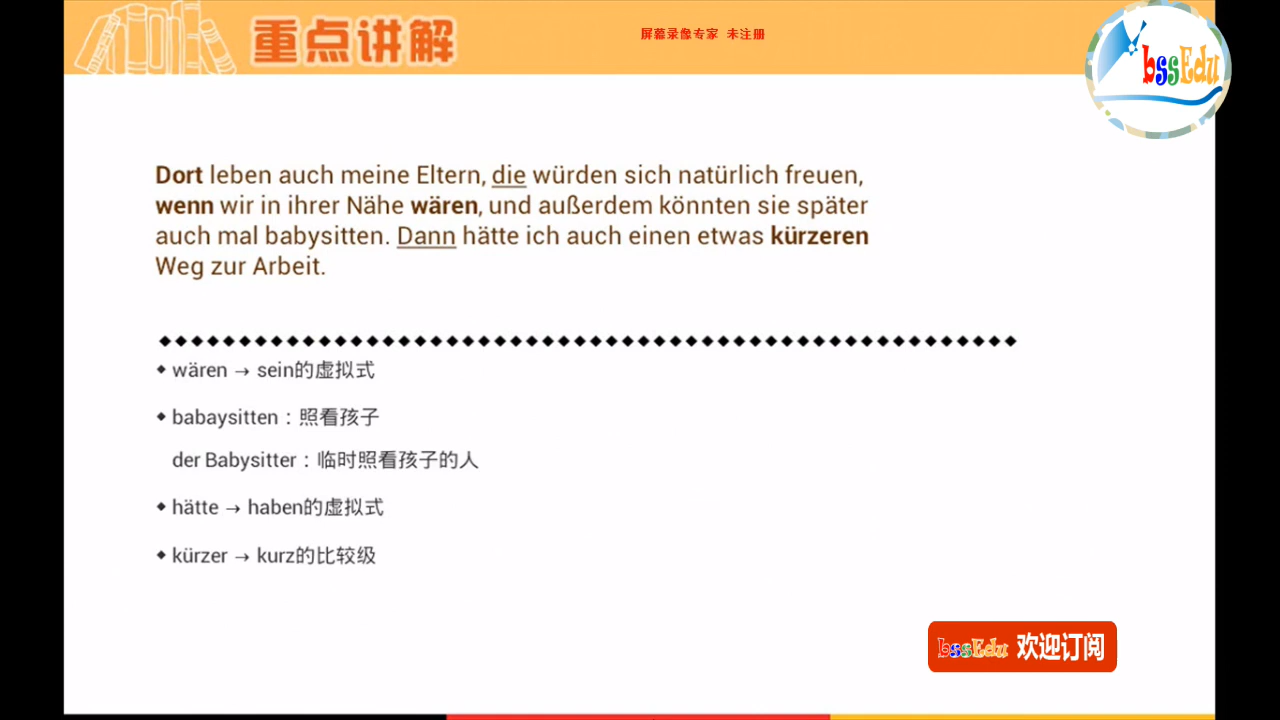 重点讲解
屏幕录像专家 未注册
bssEdu
Dort leben auch meine Eltern, die würden sich natürlich freuen,
wenn wir in ihrer Nähe wären, und außerdem könnten sie später
auch mal babysitten. Dann hätte ich auch einen etwas kürzeren
Weg zur Arbeit.
◆ wären → sein的虚拟式
◆ babaysitten：照看孩子
der Babysitter：临时照看孩子的人
◆ hätte → haben的虚拟式
◆ kürzer → kurz的比较级
bssEdu 欢迎订阅